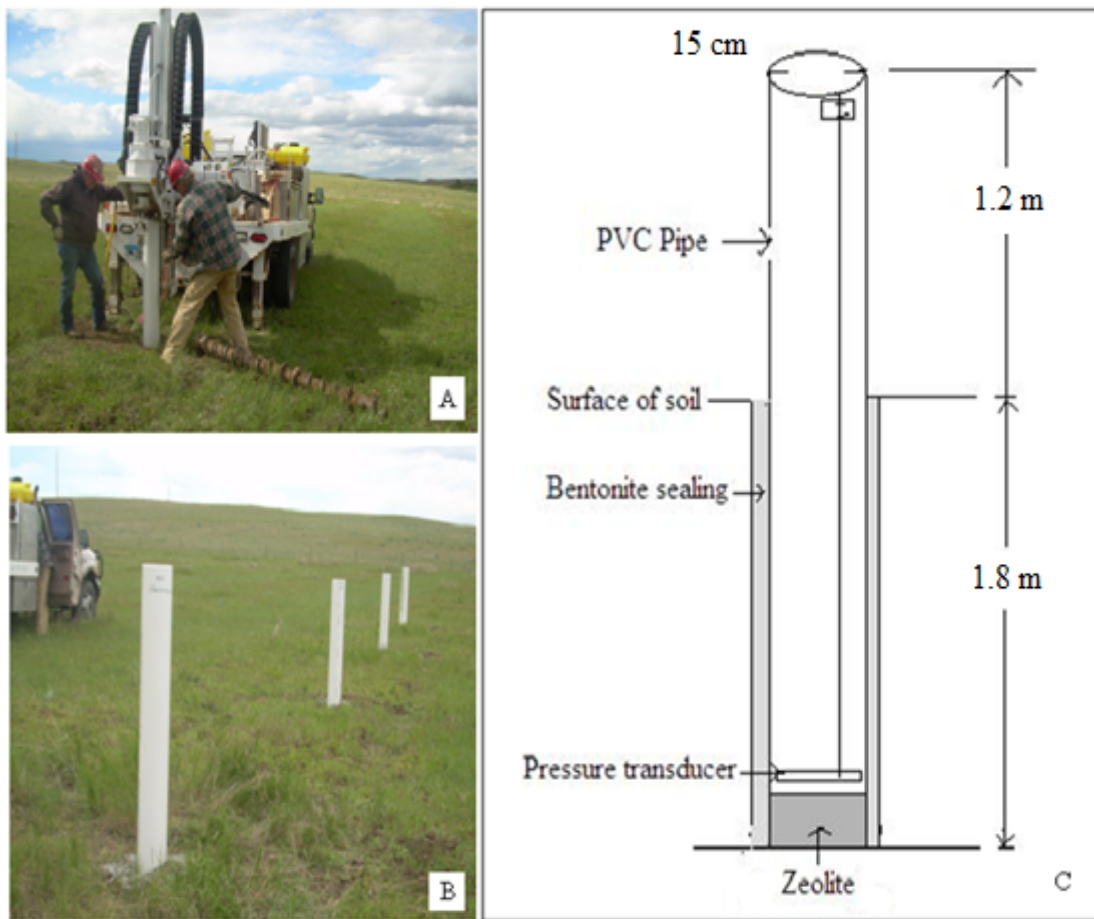 A
B
15 cm
1.2 m
PVC Pipe
Surface of soil
Bentonite sealing
1.8 m
Pressure transducer
Zeolite
C